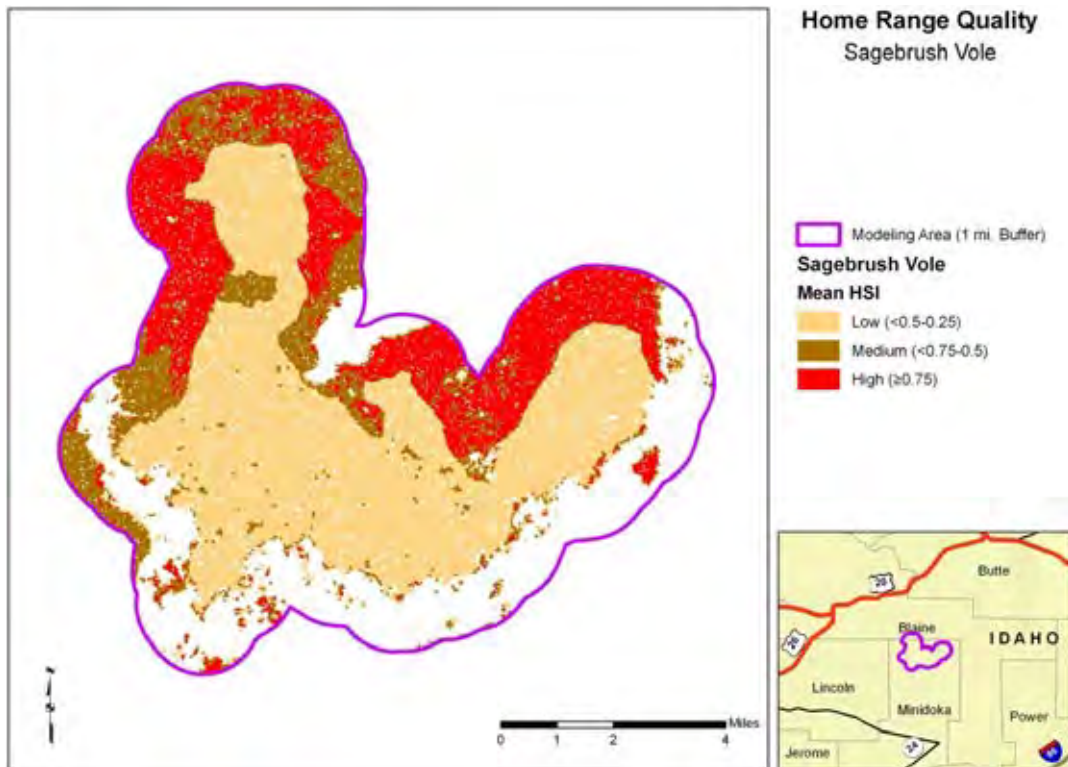 Home Range Quality
Sagebrush Vole
Modeling Area (1 mi. Buffer)
Sagebrush Vole
Mean HSI
Low (<0.5-0.25)
Medium (<0.75-0.5)
High (≥0.75)
Miles
0 1 2 4
Butte
20
Blaine
IDAHO
26
Lincoln
Minidoka
Power
24
Jerome